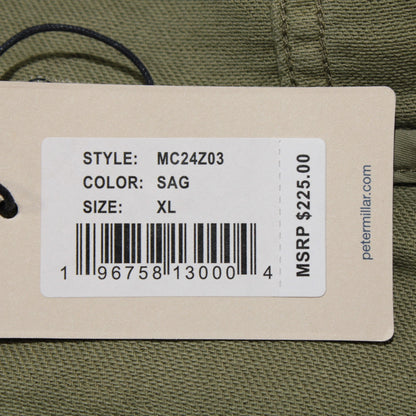 STYLE: MC24Z03
COLOR: SAG
SIZE: XL
1 96758 13000 4
MSRP $225.00
petermillar.com